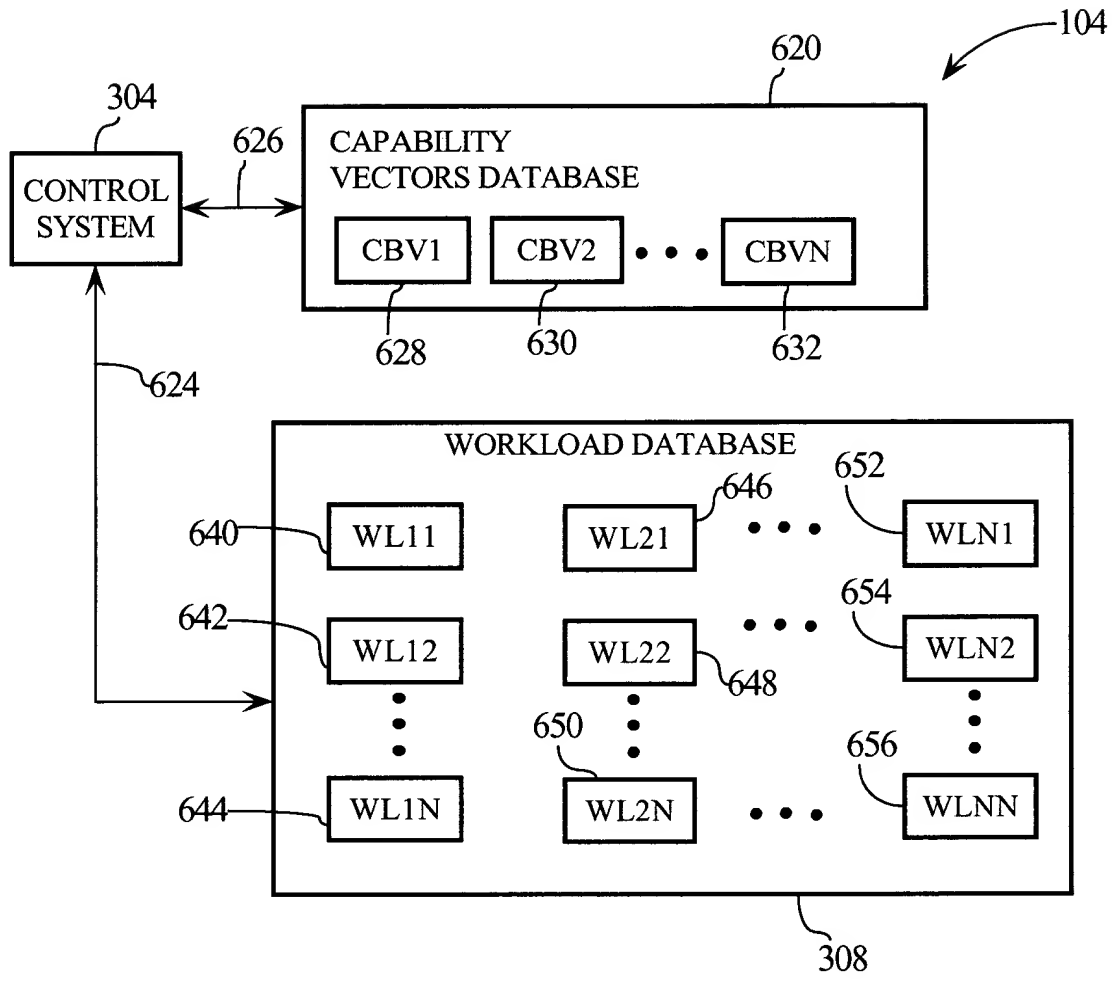 104
620
304
626
CAPABILITY
VECTORS DATABASE
CONTROL
SYSTEM
CBV1
CBV2
CBVN
628
630
632
624
WORKLOAD DATABASE
646
652
640
WL11
WL21
WLN1
654
642
WL12
WL22
WLN2
648
650
656
644
WL1N
WL2N
WLNN
308